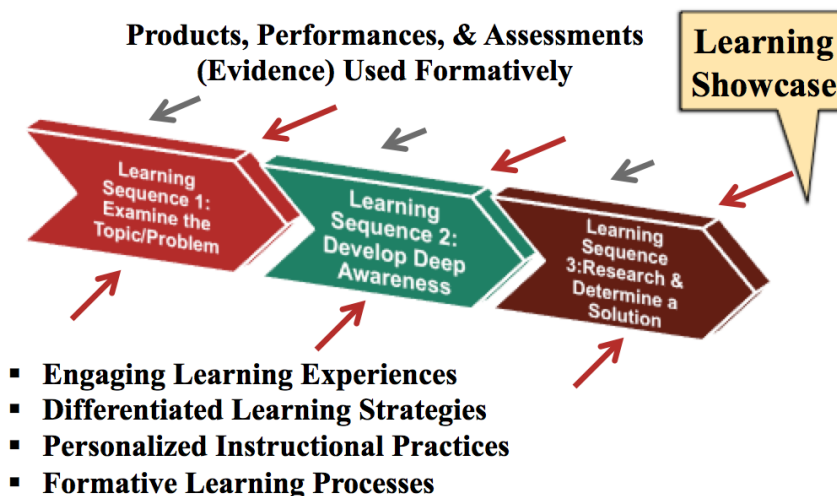 Products, Performances, & Assessments
(Evidence) Used Formatively
Learning
Showcase
Learning
Sequence 1:
Examine the
Topic/Problem
Learning
Sequence 2:
Develop Deep
Awareness
Learning
Sequence
3:Research &
Determine a
Solution
▪ Engaging Learning Experiences
▪ Differentiated Learning Strategies
▪ Personalized Instructional Practices
▪ Formative Learning Processes